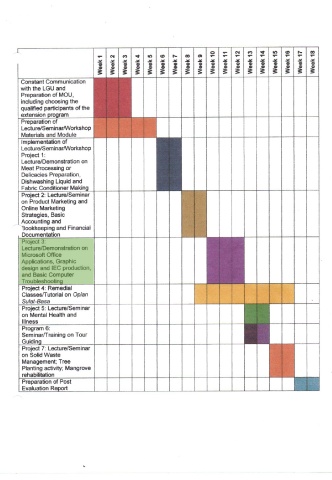 Week 1
Week 2
Week 3
Week 4
Week 5
Week 6
Week 7
Week 8
Week 9
Week 10
Week 11
Week 12
Week 13
Week 14
Week 15
Week 16
Week 17
Week 18
Constant Communication
with the LGU and
Preparation of MOU,
Including choosing the
qualified participants of the
extension program
Preparation of
Lecture/Seminar/Workshop
Materials and Module
Implementation of
Lecture/Seminar/Workshop
Project 1:
Lecture/Demonstration on
Meat Processing or
Delicacies Preparation,
Dishwashing Liquid and
Fabric Conditioner Making
Project 2: Lecture/Seminar
on Product Marketing and
Online Marketing
Strategies, Basic
Accounting and
Bookkeeping and Financial
Documentation
Project 3:
Lecture/Demonstration on
Microsoft Office
Applications, Graphic
design and IEC production,
and Basic Computer
Troubleshooting
Project 4: Remedial
Classes/Tutorial on Oplan
Sulat-Basa
Project 5: Lecture/Seminar
on Mental Health and
Illness
Program 6:
Seminar/Training on Tour
Guiding
Project 7: Lecture/Seminar
on Solid Waste
Management; Tree
Planting activity; Mangrove
rehabilitation
Preparation of Post
Evaluation Report